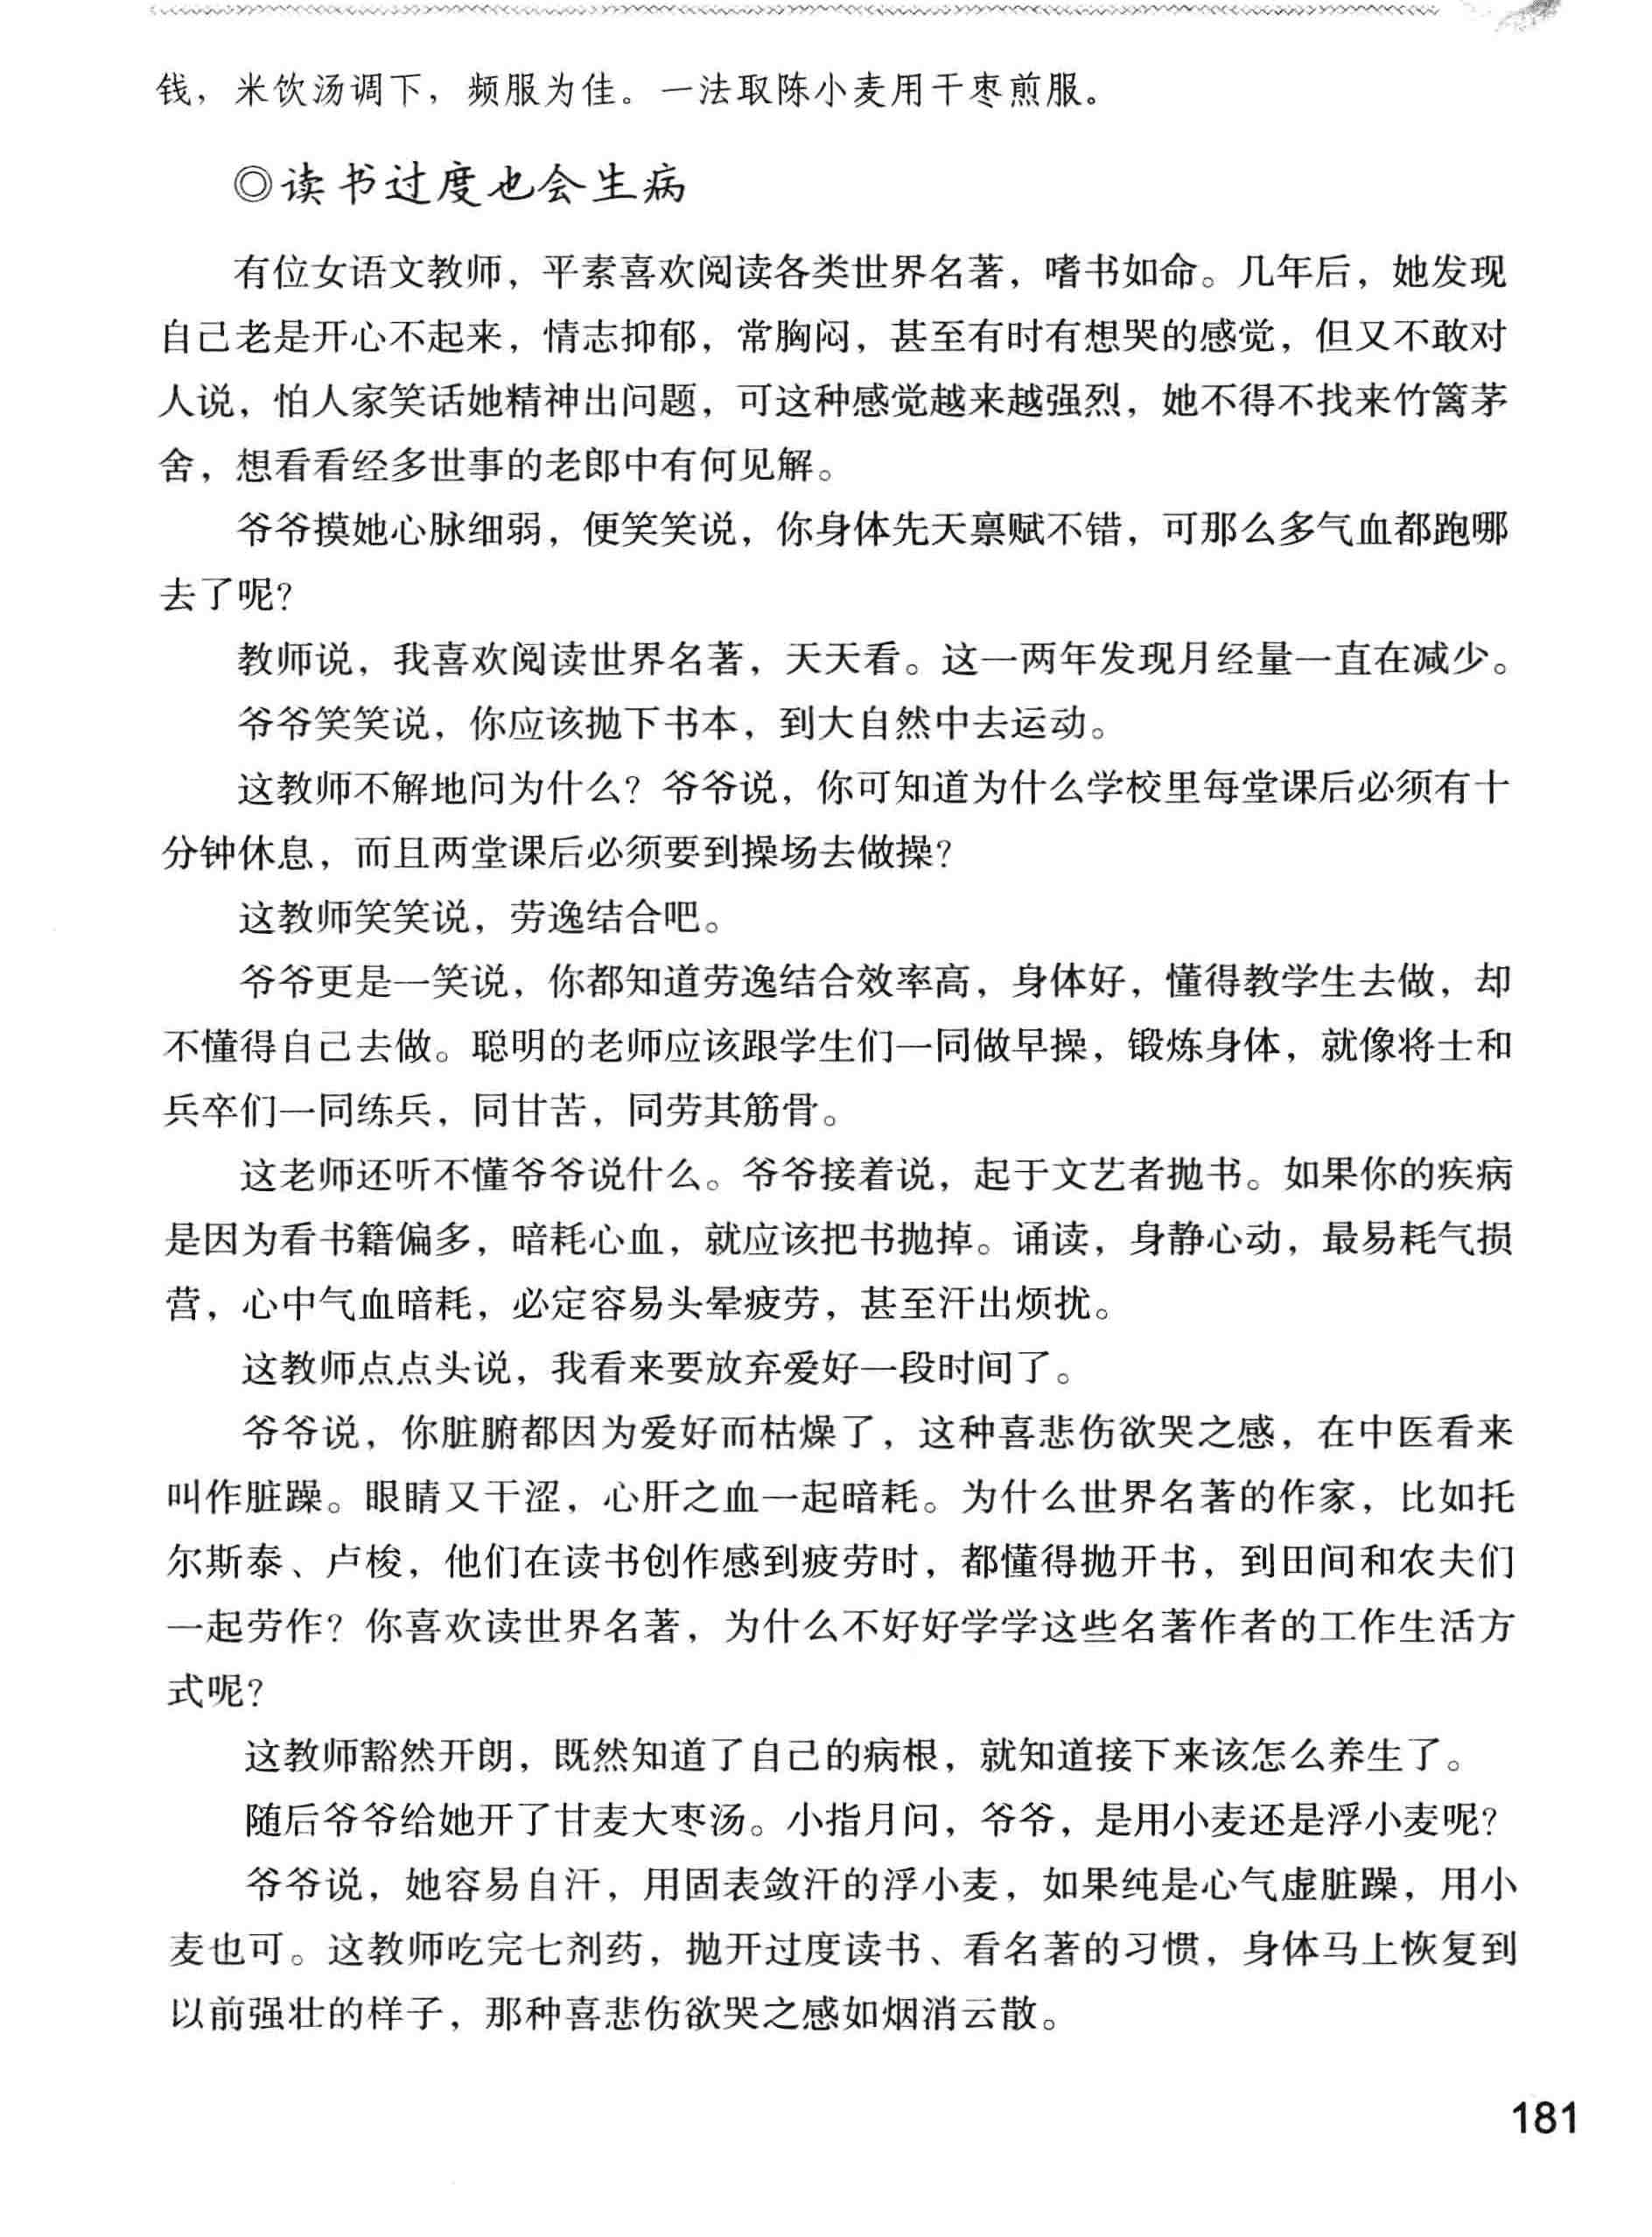 钱，米饮汤调下，频服为佳。一法取陈小麦用干枣煎服。
◎读书过度也会生病
有位女语文教师，平素喜欢阅读各类世界名著，嗜书如命。几年后，她发现
自己老是开心不起来，情志抑郁，常胸闷，甚至有时有想哭的感觉，但又不敢对
人说，怕人家笑话她精神出问题，可这种感觉越来越强烈，她不得不找来竹篱茅
舍，想看看经多世事的老郎中有何见解。
爷爷摸她心脉细弱，便笑笑说，你身体先天禀赋不错，可那么多气血都跑哪
去了呢？
教师说，我喜欢阅读世界名著，天天看。这一两年发现月经量一直在减少。
爷爷笑笑说，你应该抛下书本，到大自然中去运动。
这教师不解地问为什么？爷爷说，你可知道为什么学校里每堂课后必须有十
分钟休息，而且两堂课后必须要到操场去做操？
这教师笑笑说，劳逸结合吧。
爷爷更是一笑说，你都知道劳逸结合效率高，身体好，懂得教学生去做，却
不懂得自己去做。聪明的老师应该跟学生们一同做早操，锻炼身体，就像将士和
兵卒们一同练兵，同甘苦，同劳其筋骨。
这老师还听不懂爷爷说什么。爷爷接着说，起于文艺者抛书。如果你的疾病
是因为看书籍偏多，暗耗心血，就应该把书抛掉。诵读，身静心动，最易耗气损
营，心中气血暗耗，必定容易头晕疲劳，甚至汗出烦扰。
这教师点点头说，我看来要放弃爱好一段时间了。
爷爷说，你脏腑都因为爱好而枯燥了，这种喜悲伤欲哭之感，在中医看来
叫作脏躁。眼睛又干涩，心肝之血一起暗耗。为什么世界名著的作家，比如托
尔斯泰、卢梭，他们在读书创作感到疲劳时，都懂得抛开书，到田间和农夫们
一起劳作？你喜欢读世界名著，为什么不好好学学这些名著作者的工作生活方
式呢？
这教师豁然开朗，既然知道了自己的病根，就知道接下来该怎么养生了。
随后爷爷给她开了甘麦大枣汤。小指月问，爷爷，是用小麦还是浮小麦呢？
爷爷说，她容易自汗，用固表敛汗的浮小麦，如果纯是心气虚脏躁，用小
麦也可。这教师吃完七剂药，抛开过度读书、看名著的习惯，身体马上恢复到
以前强壮的样子，那种喜悲伤欲哭之感如烟消云散。
181